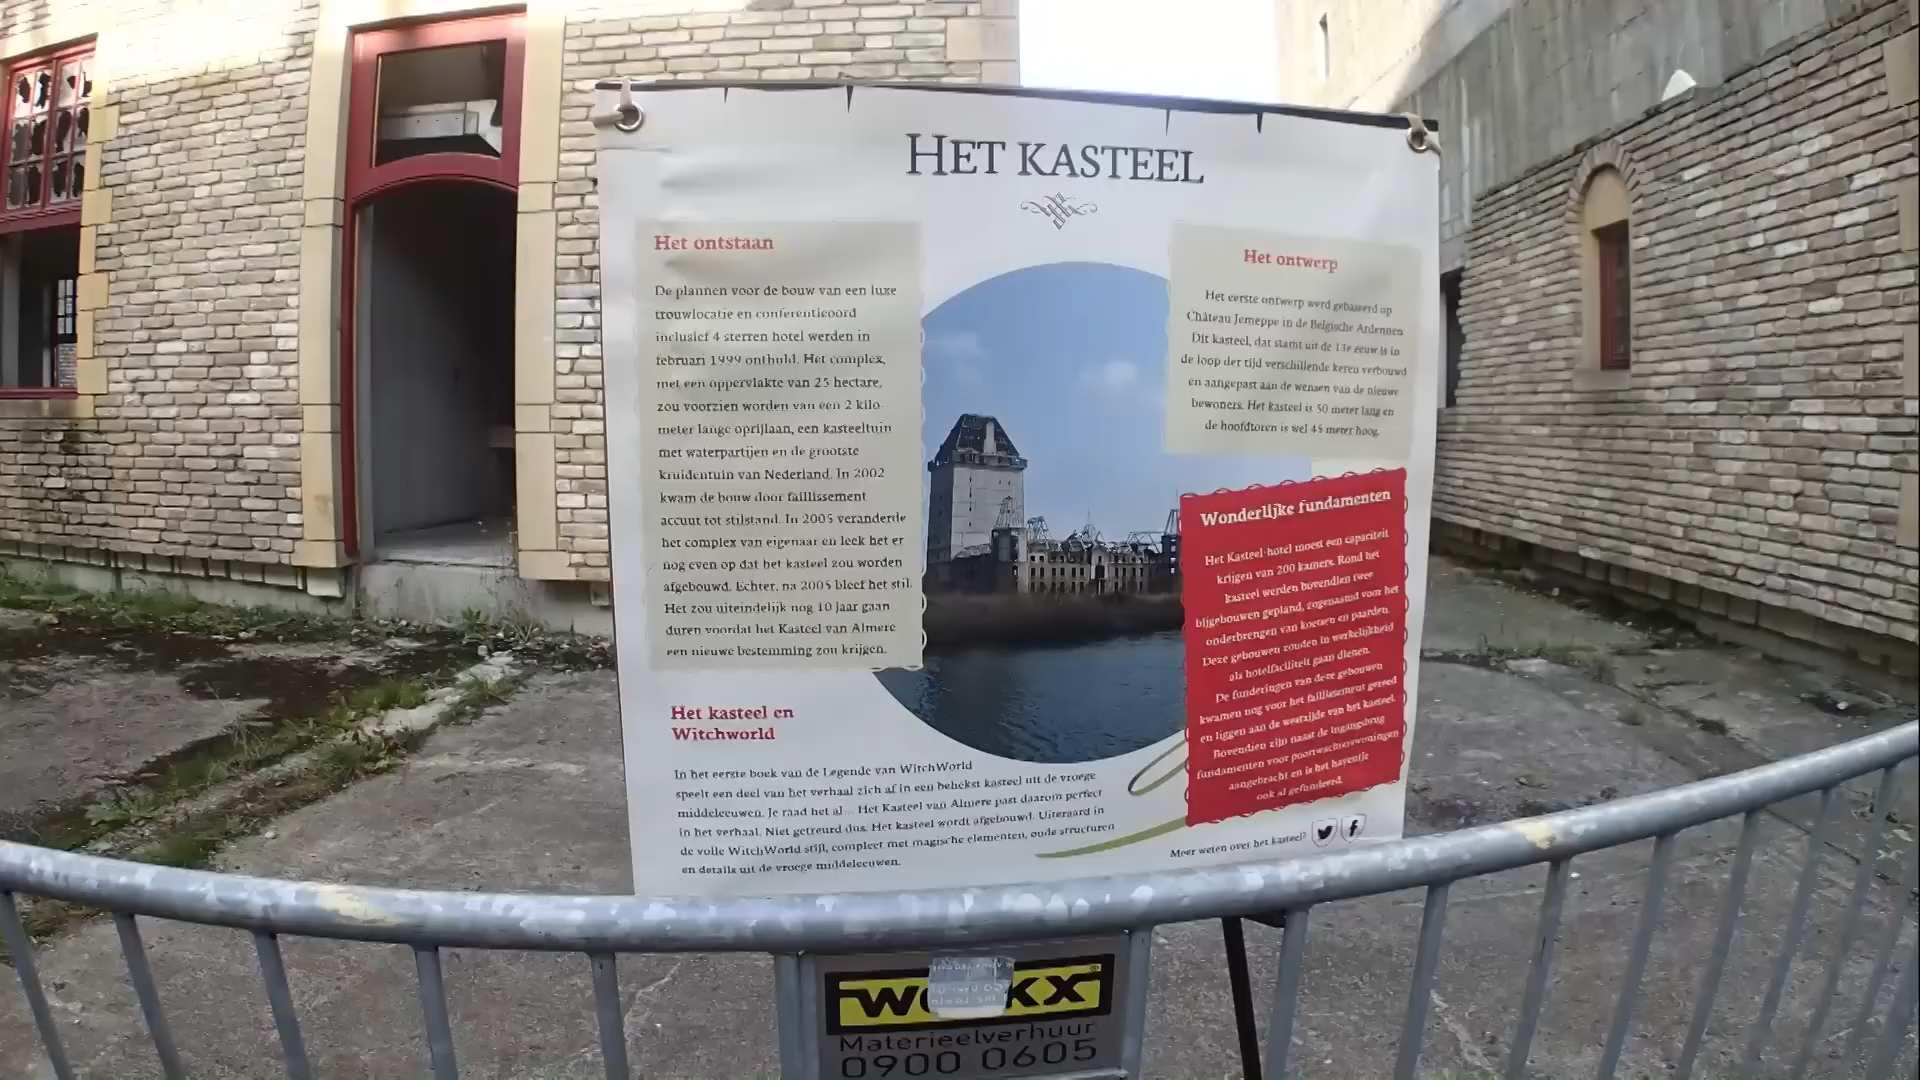 HET KASTEEL
Het ontstaan
De plannen voor de bouw van een luxe
trouwlocatie en conferentieoord
inclusief 4 sterren hotel werden in
februari 1999 onthuld. Het complex,
met een oppervlakte van 25 hectare,
zou voorzien worden van een 2 kilo-
meter lange oprijlaan, een kasteeltuin
met waterpartijen en de grootste
kruidentuin van Nederland. In 2002
kwam de bouw door faillissement
accuut tot stilstand. In 2005 veranderde
het complex van eigenaar en leek het er
nog even op dat het kasteel zou worden
afgebouwd. Echter, na 2005 bleef het stil.
Het zou uiteindelijk nog 10 jaar gaan
duren voordat het Kasteel van Almere
een nieuwe bestemming zou krijgen.
Het ontwerp
Het eerste ontwerp werd gebaseerd op
Château Jemeppe in de Belgische Ardennen
Dit kasteel, dat stamt uit de 13e eeuw is in
de loop der tijd verschillende keren verbouwd
en aangepast aan de wensen van de nieuwe
bewoners. Het kasteel is 50 meter lang en
de hoofdtoren is wel 45 meter hoog.
Wonderlijke fundamenten
Het Kasteel-hotel moest een capaciteit
krijgen van 200 kamers. Rond het
kasteel werden bovendien twee
bijgebouwen gepland, zogenaamd voor het
onderbrengen van koetsen en paarden.
Deze gebouwen zouden in werkelijkheid
als hotelfaciliteit gaan dienen.
De funderingen van deze gebouwen
kwamen nog voor het faillissement gereed
en liggen aan de westzijde van het kasteel.
Bovendien zijn naast de ingangsbrug
fundamenten voor poortwachterswoningen
aangebracht en is het haventje
ook al gefundeerd.
Het kasteel en
Witchworld
In het eerste boek van de Legende van WitchWorld
speelt een deel van het verhaal zich af in een behekst kasteel uit de vroege
middeleeuwen. Je raad het al... Het Kasteel van Almere past daarom perfect
in het verhaal. Niet getreurd dus. Het kasteel wordt afgebouwd. Uiteraard in
de volle WitchWorld stijl, compleet met magische elementen, oude structuren
en details uit de vroege middeleeuwen.
Meer weten over het kasteel?
Materieelverhuur
0900 0605